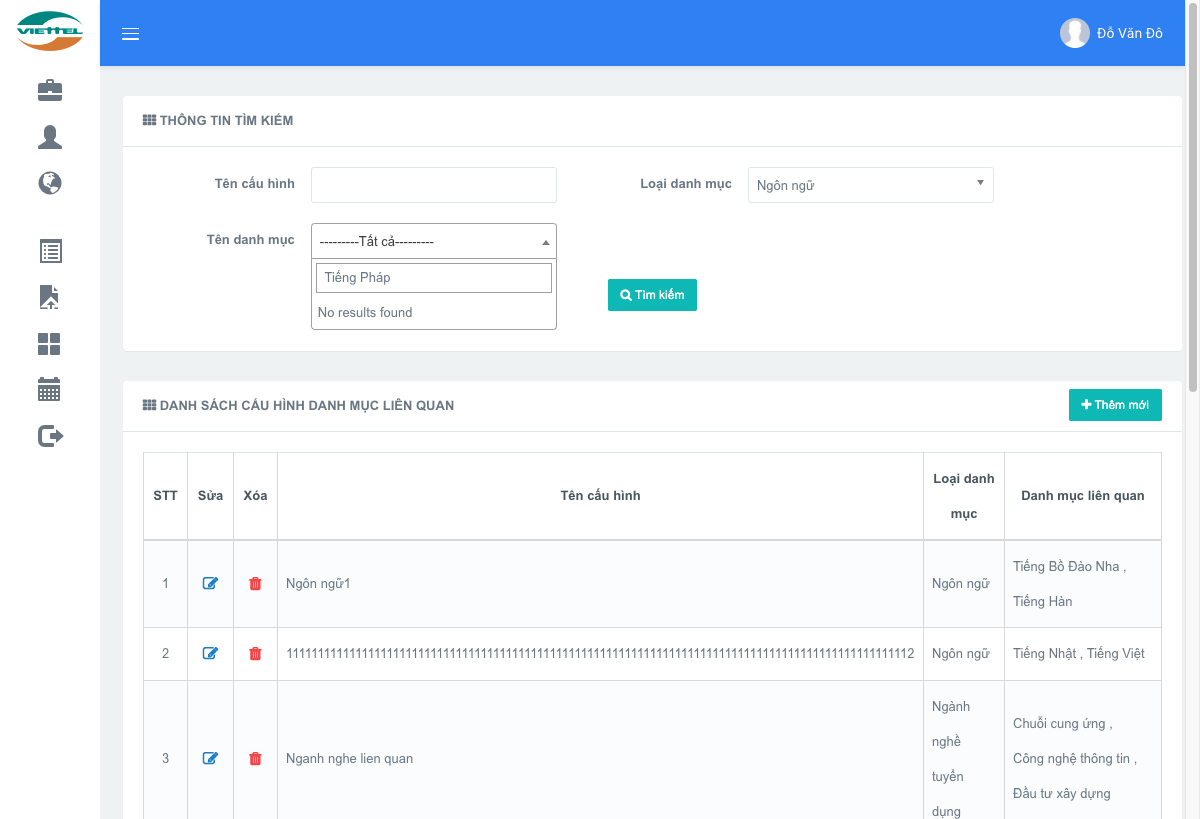 VIETTEL
Đỗ Văn Đô
THÔNG TIN TÌM KIẾM
Tên cấu hình
Loại danh mục
Ngôn ngữ
Tên danh mục
---------Tất cả---------
Tiếng Pháp
No results found
Tìm kiếm
DANH SÁCH CẤU HÌNH DANH MỤC LIÊN QUAN
Thêm mới
STT
Sửa
Xóa
Tên cấu hình
Loại danh
mục
Danh mục liên quan
1
Ngôn ngữ1
Ngôn ngữ
Tiếng Bồ Đào Nha ,
Tiếng Hàn
2
Ngôn ngữ
Tiếng Nhật , Tiếng Việt
3
Nganh nghe lien quan
Ngành
nghề
tuyển
dụng
Chuỗi cung ứng ,
Công nghệ thông tin ,
Đầu tư xây dựng